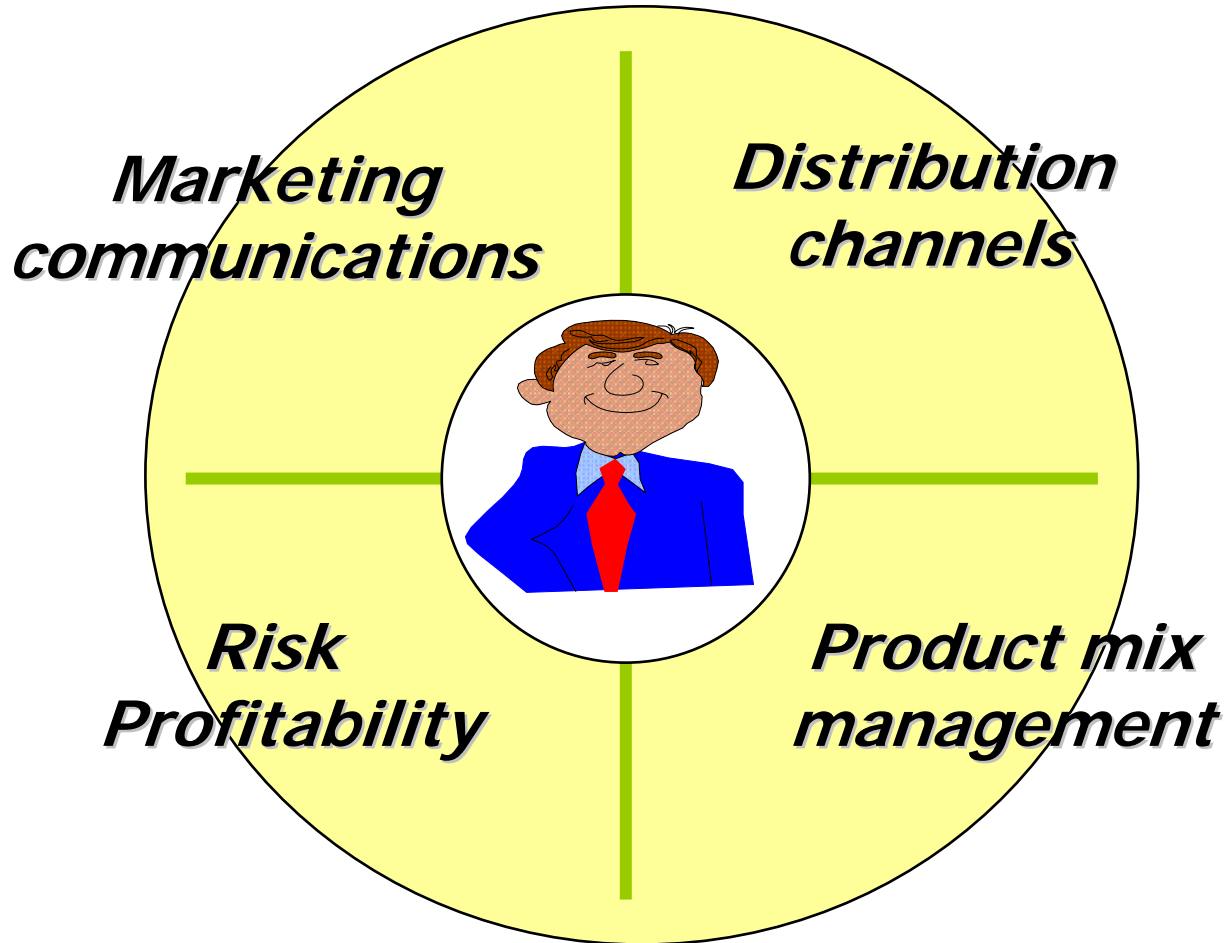 Marketing
communications
Distribution
channels
Risk
Profitability
Product mix
management